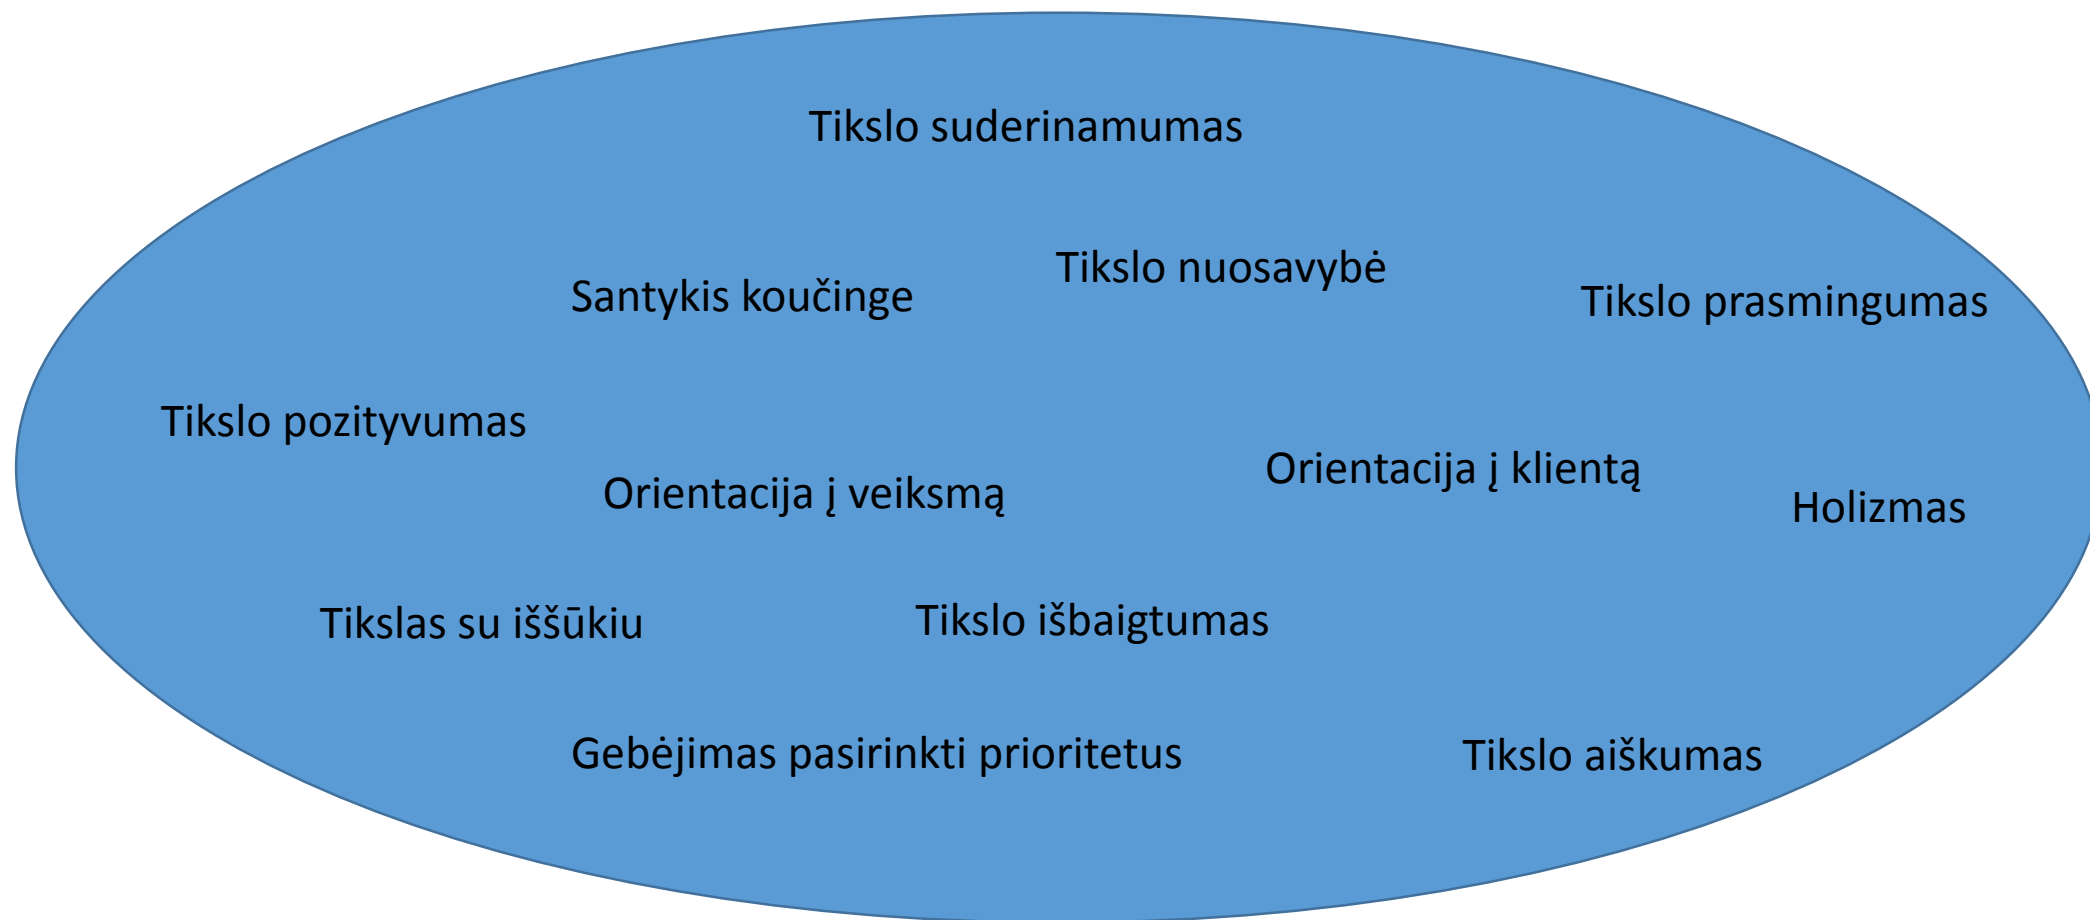 Tikslo suderinamumas
Tikslo nuosavybė
Santykis koučinge
Tikslo prasmingumas
Tikslo pozityvumas
Orientacija į klientą
Orientacija į veiksmą
Holizmas
Tikslas su iššūkiu
Tikslo išbaigtumas
Gebėjimas pasirinkti prioritetus
Tikslo aiškumas